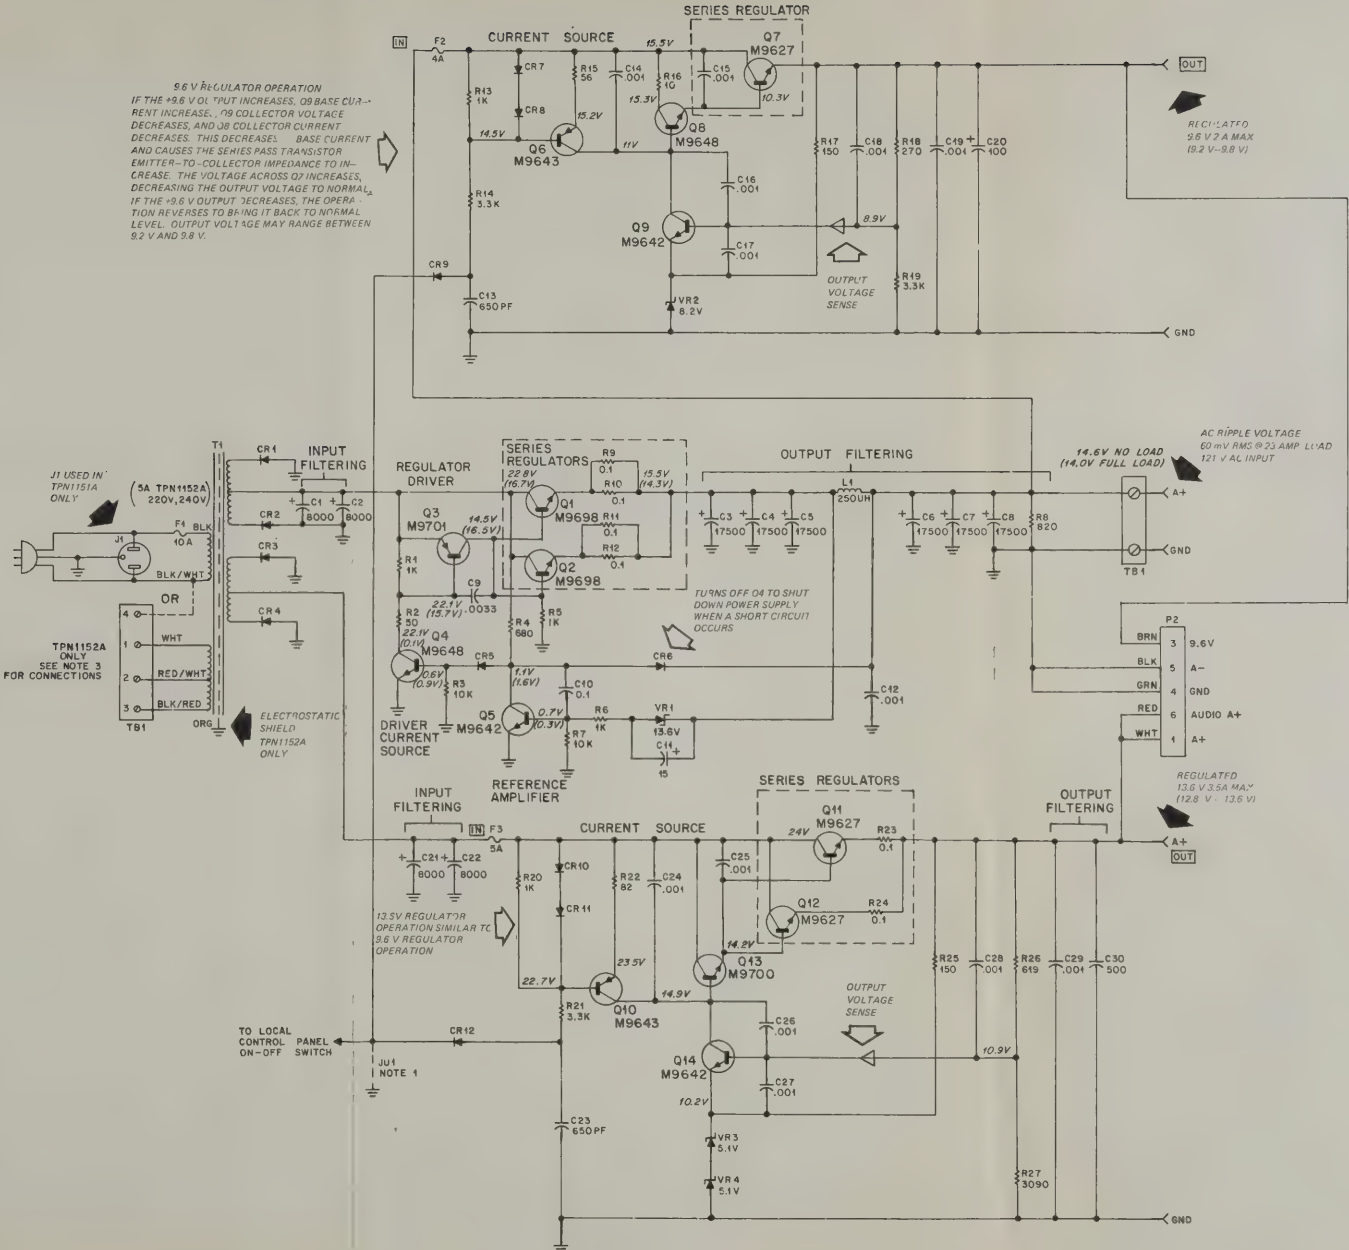 SERIES REGULATOR
IN
F2
4A
CURRENT SOURCE
15.5V
Q7
M9627
9.6 V REGULATOR OPERATION
IF THE +9.6 V OUTPUT INCREASES, Q9 BASE CUR-
RENT INCREASE, Q9 COLLECTOR VOLTAGE
DECREASES, AND Q8 COLLECTOR CURRENT
DECREASES. THIS DECREASES BASE CURRENT
AND CAUSES THE SERIES PASS TRANSISTOR
EMITTER-TO-COLLECTOR IMPEDANCE TO IN-
CREASE. THE VOLTAGE ACROSS Q7 INCREASES,
DECREASING THE OUTPUT VOLTAGE TO NORMAL.
IF THE +9.6 V OUTPUT DECREASES, THE OPERA-
TION REVERSES TO BRING IT BACK TO NORMAL
LEVEL. OUTPUT VOLTAGE MAY RANGE BETWEEN
9.2 V AND 9.8 V.
R13
1K
CR7
CR8
R15
56
C14
.001
R16
10
C15
.001
15.3V
10.3V
15.2V
14.5V
Q6
M9643
11V
Q8
M9648
OUT
REGULATED
9.6 V 2 A MAX
(9.2 V-9.8 V)
R17
150
C18
.001
R18
270
C19
.001
+
C20
100
R14
3.3K
C16
.001
Q9
M9642
8.9V
C17
.001
OUTPUT
VOLTAGE
SENSE
R19
3.3K
CR9
C13
650PF
VR2
8.2V
GND
J1 USED IN
TPN1151A
ONLY
(5A TPN1152A)
220V,240V
F1
10A
J1
BLK
BLK/WHT
OR
T1
CR1
CR2
CR3
CR4
INPUT
FILTERING
+
C1
8000
+
C2
8000
REGULATOR
DRIVER
Q3
M9701
14.5V
(16.5V)
SERIES
REGULATORS
22.8V
(16.7V)
R9
0.1
R10
0.1
15.5V
(14.3V)
Q1
M9698
R11
0.1
R12
0.1
Q2
M9698
OUTPUT FILTERING
L1
250UH
+
C3
17500
+
C4
17500
+
C5
17500
+
C6
17500
+
C7
17500
+
C8
17500
R8
820
14.6V NO LOAD
(14.0V FULL LOAD)
AC RIPPLE VOLTAGE
60 mV RMS @ 23 AMP LOAD
121 V AC INPUT
A+
GND
TB1
R1
1K
C9
.0033
22.1V
(15.7V)
R2
50
22.1V
(0.1V)
Q4
M9648
R4
680
R5
1K
TURNS OFF Q4 TO SHUT
DOWN POWER SUPPLY
WHEN A SHORT CIRCUIT
OCCURS
0.6V
(0.9V)
CR5
R3
10K
1.1V
(1.6V)
CR6
C10
0.1
C12
.001
Q5
M9642
0.7V
(0.3V)
R6
1K
R7
10K
VR1
13.6V
C11
+
15
DRIVER
CURRENT
SOURCE
REFERENCE
AMPLIFIER
TPN1152A
ONLY
SEE NOTE 3
FOR CONNECTIONS
4
1
2
3
TB1
WHT
RED/WHT
BLK/RED
ORG
ELECTROSTATIC
SHIELD
TPN1152A
ONLY
P2
BRN 3 9.6V
BLK 5 A-
GRN 4 GND
RED 6 AUDIO A+
WHT 1 A+
REGULATED
13.6 V 3.5A MAX
(12.8 V - 13.6 V)
A+
OUT
INPUT
FILTERING
+
C21
8000
+
C22
8000
IN
F3
5A
CURRENT SOURCE
SERIES REGULATORS
OUTPUT
FILTERING
24V
Q11
M9627
R23
0.1
Q12
M9627
R24
0.1
R20
1K
CR10
CR11
R22
82
C24
.001
C25
.001
13.5V REGULATOR
OPERATION SIMILAR TO
9.6 V REGULATOR
OPERATION
14.2V
Q13
M9700
22.7V
23.5V
14.9V
Q10
M9643
R21
3.3K
OUTPUT
VOLTAGE
SENSE
R25
150
C28
.001
R26
619
C29
.001
C30
500
C26
.001
Q14
M9642
10.9V
C27
.001
10.2V
TO LOCAL
CONTROL PANEL
ON-OFF SWITCH
CR12
JU1
NOTE 1
C23
650PF
VR3
5.1V
VR4
5.1V
R27
3090
GND